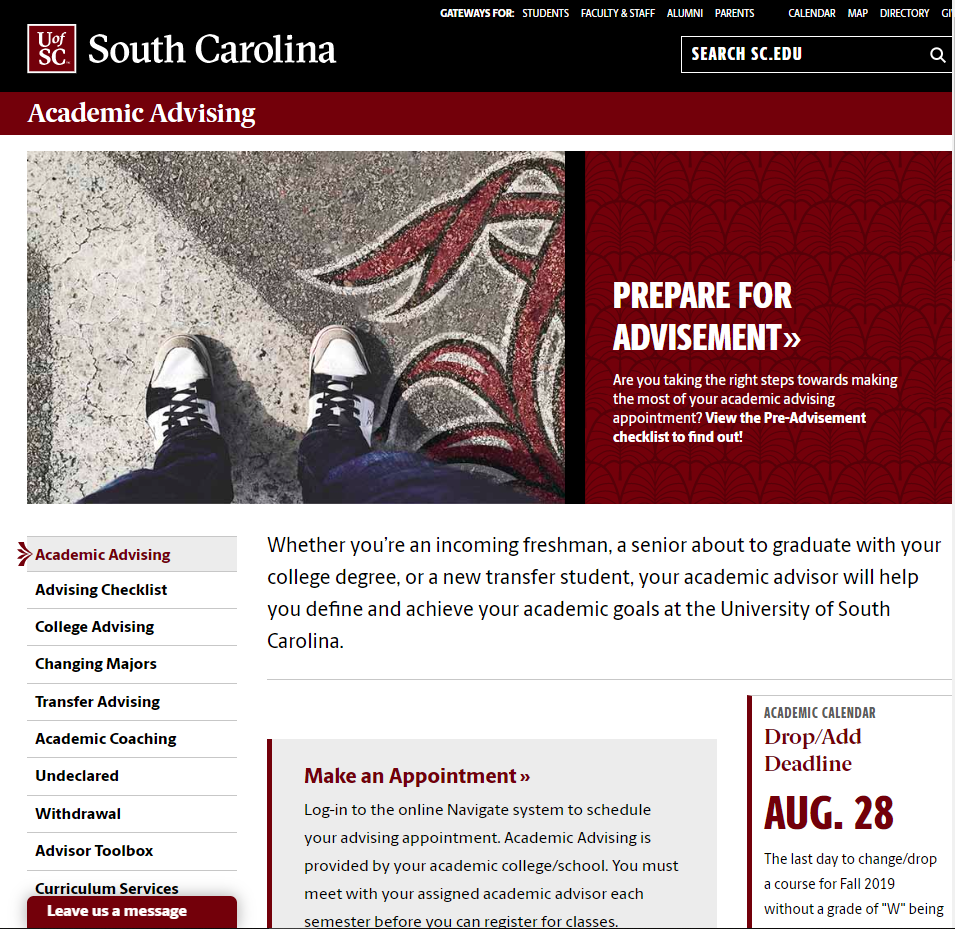 GATEWAYS FOR: STUDENTS FACULTY & STAFF ALUMNI PARENTS CALENDAR MAP DIRECTORY
UofSC South Carolina
SEARCH SC.EDU
Academic Advising
PREPARE FOR
ADVISEMENT»
Are you taking the right steps towards making
the most of your academic advising
appointment? View the Pre-Advisement
checklist to find out!
Academic Advising
Advising Checklist
College Advising
Changing Majors
Transfer Advising
Academic Coaching
Undeclared
Withdrawal
Advisor Toolbox
Curriculum Services
Leave us a message
Whether you’re an incoming freshman, a senior about to graduate with your
college degree, or a new transfer student, your academic advisor will help
you define and achieve your academic goals at the University of South
Carolina.
Make an Appointment »
Log-in to the online Navigate system to schedule
your advising appointment. Academic Advising is
provided by your academic college/school. You must
meet with your assigned academic advisor each
semester before you can register for classes.
ACADEMIC CALENDAR
Drop/Add
Deadline
AUG. 28
The last day to change/drop
a course for Fall 2019
without a grade of "W" being